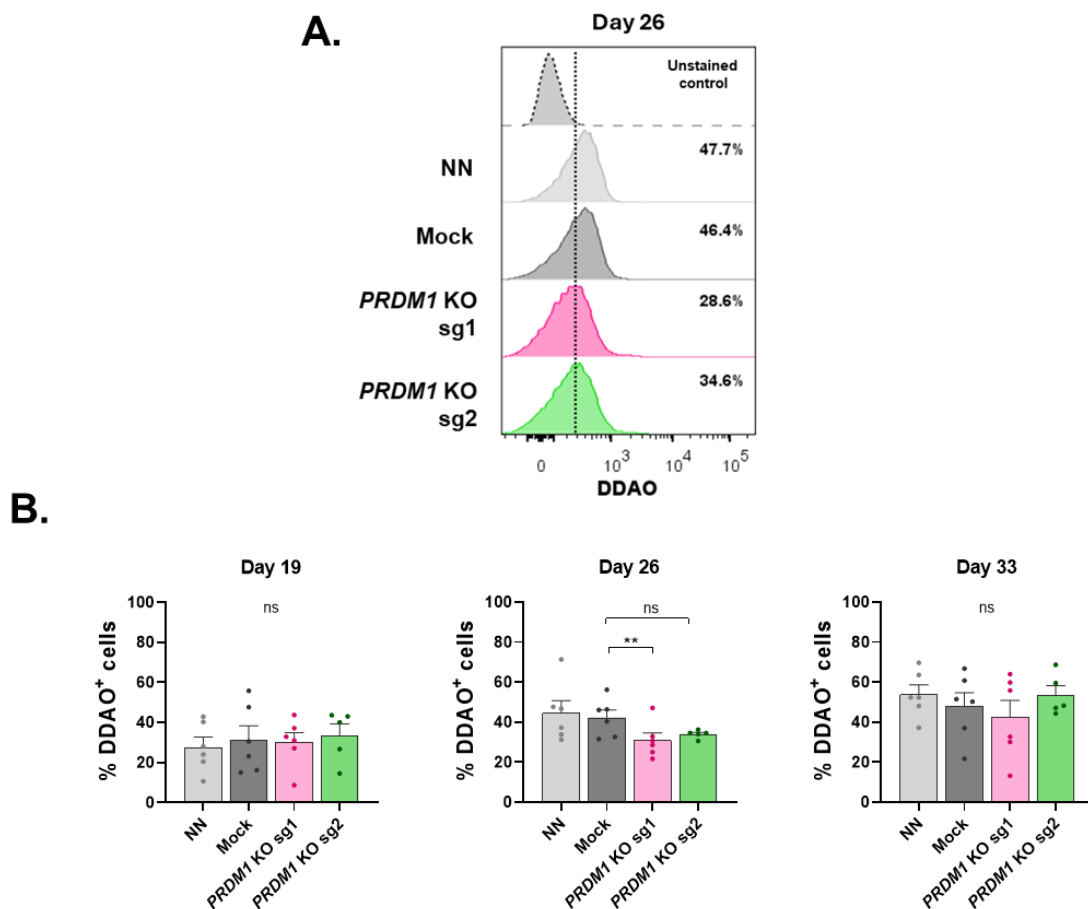 A.
Day 26
Unstained
control
NN
47.7%
Mock
46.4%
PRDM1 KO
sg1
28.6%
PRDM1 KO
sg2
34.6%
0
10³
10⁴
10⁵
DDAO
B.
Day 19
ns
% DDAO⁺ cells
100
80
60
40
20
0
NN
Mock
PRDM1 KO sg1
PRDM1 KO sg2
Day 26
ns
**
% DDAO⁺ cells
100
80
60
40
20
0
NN
Mock
PRDM1 KO sg1
PRDM1 KO sg2
Day 33
ns
% DDAO⁺ cells
100
80
60
40
20
0
NN
Mock
PRDM1 KO sg1
PRDM1 KO sg2